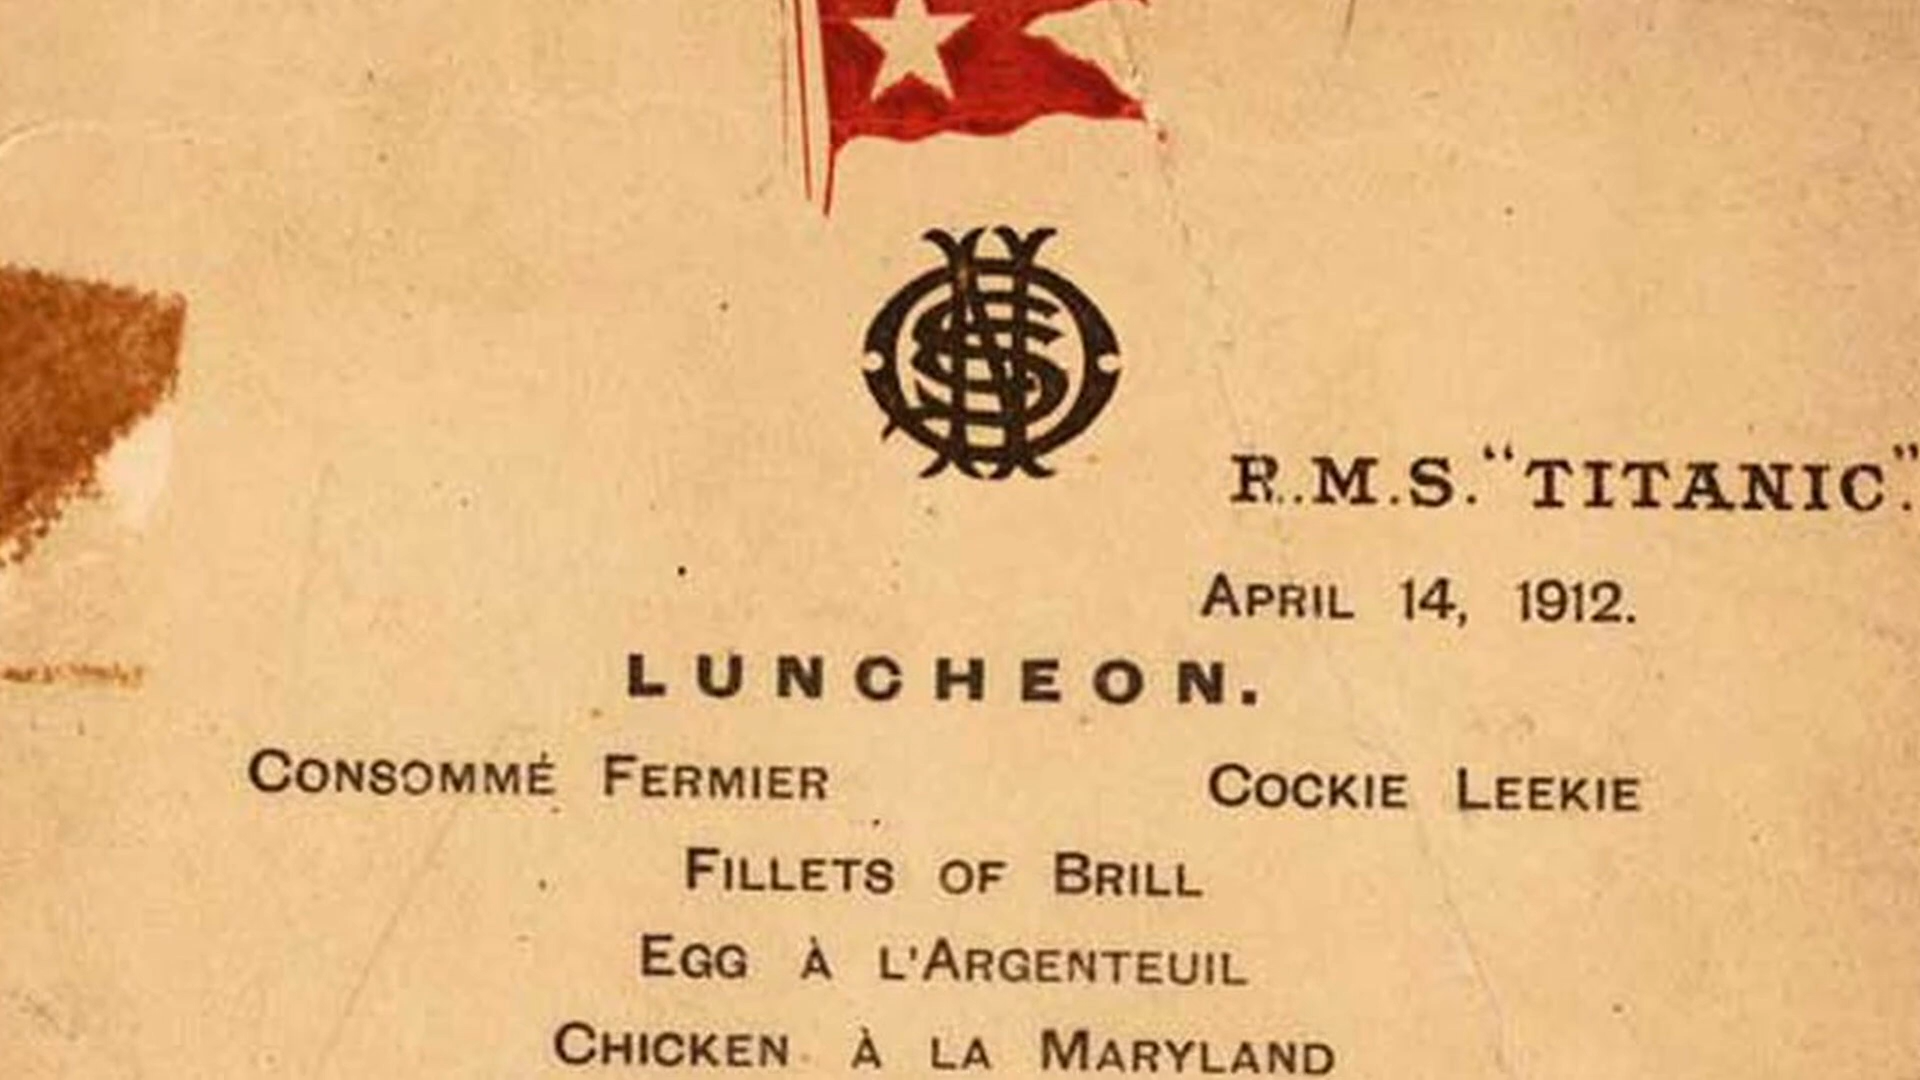 R.M.S. "TITANIC".
APRIL 14, 1912.
LUNCHEON.
CONSOMMÉ FERMIER COCKIE LEEKIE
FILLETS OF BRILL
EGG À L'ARGENTEUIL
CHICKEN À LA MARYLAND